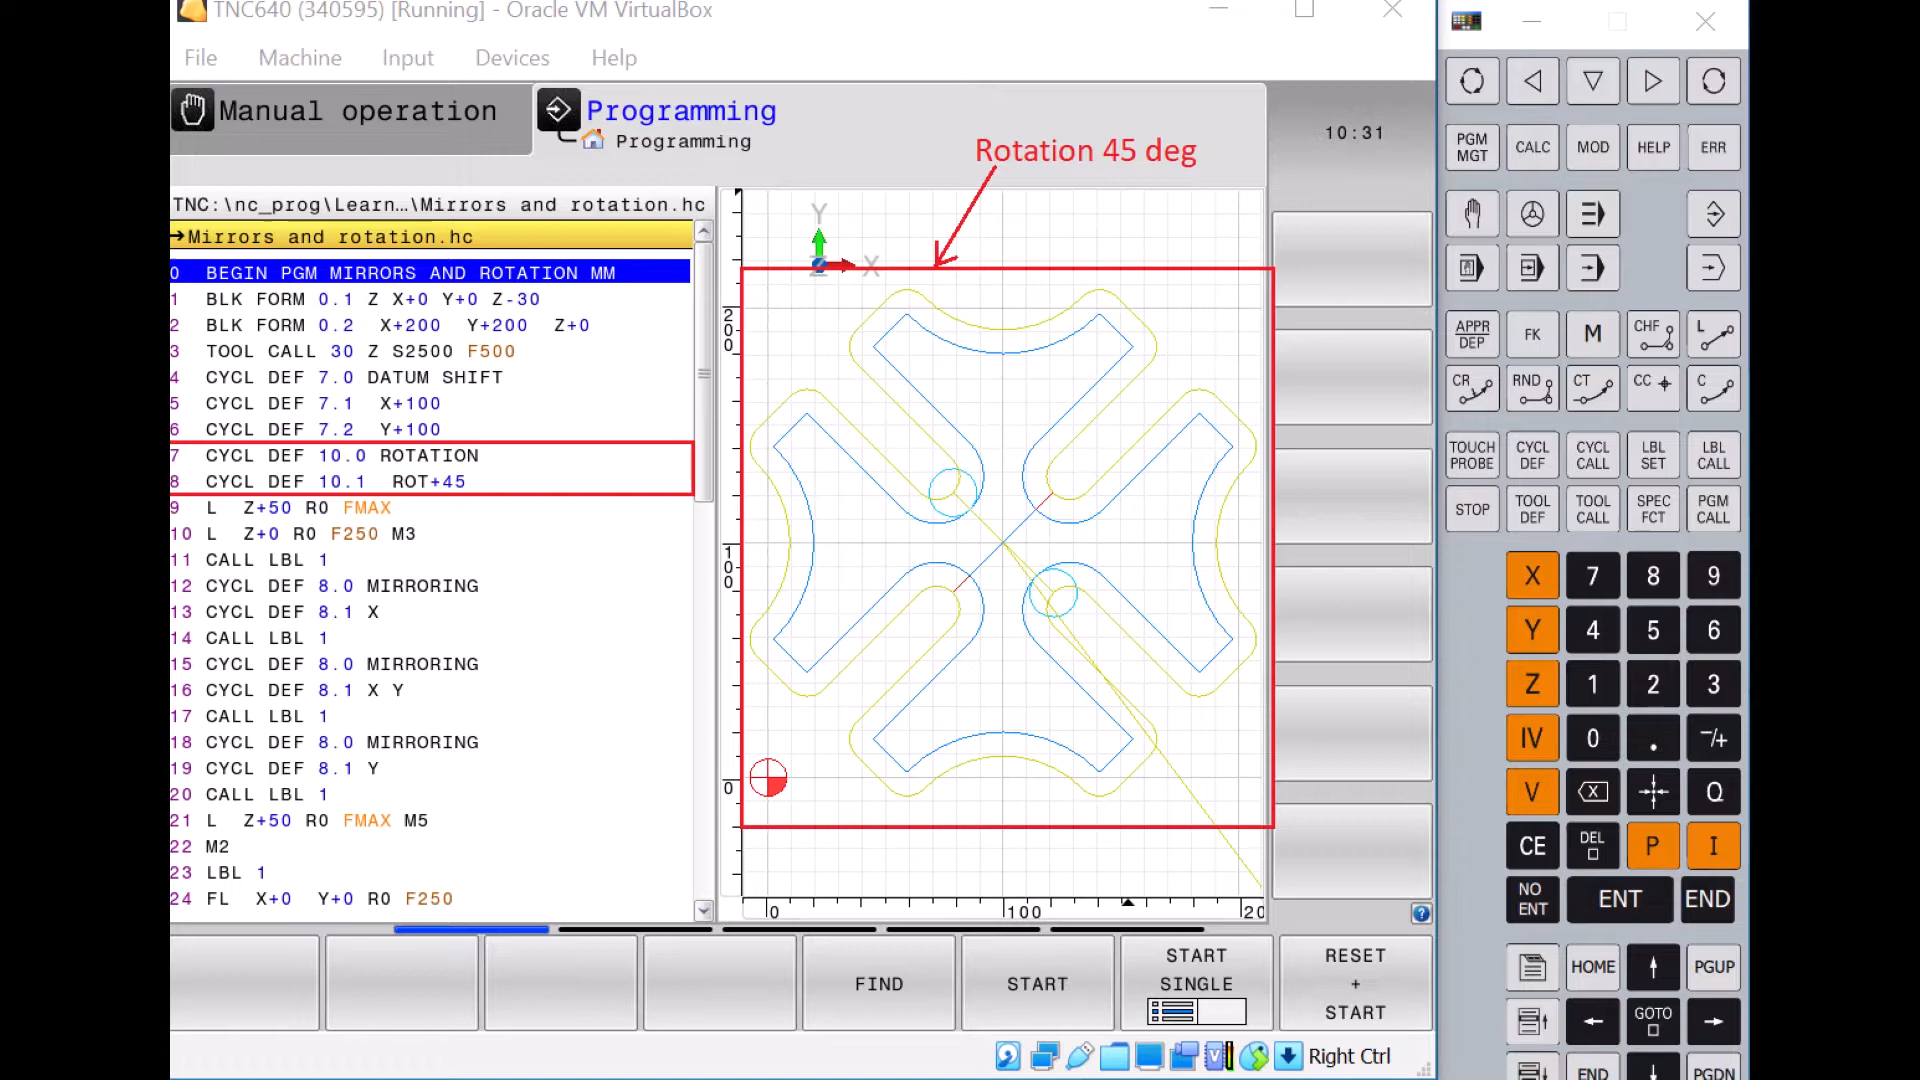 TNC640 (340595) [Running] - Oracle VM VirtualBox
File Machine Input Devices Help
Manual operation
Programming
Programming
10:31
Rotation 45 deg
TNC:\nc_prog\Learn…\Mirrors and rotation.hc
→Mirrors and rotation.hc
0 BEGIN PGM MIRRORS AND ROTATION MM
1 BLK FORM 0.1 Z X+0 Y+0 Z-30
2 BLK FORM 0.2 X+200 Y+200 Z+0
3 TOOL CALL 30 Z S2500 F500
4 CYCL DEF 7.0 DATUM SHIFT
5 CYCL DEF 7.1 X+100
6 CYCL DEF 7.2 Y+100
7 CYCL DEF 10.0 ROTATION
8 CYCL DEF 10.1 ROT+45
9 L Z+50 R0 FMAX
10 L Z+0 R0 F250 M3
11 CALL LBL 1
12 CYCL DEF 8.0 MIRRORING
13 CYCL DEF 8.1 X
14 CALL LBL 1
15 CYCL DEF 8.0 MIRRORING
16 CYCL DEF 8.1 X Y
17 CALL LBL 1
18 CYCL DEF 8.0 MIRRORING
19 CYCL DEF 8.1 Y
20 CALL LBL 1
21 L Z+50 R0 FMAX M5
22 M2
23 LBL 1
24 FL X+0 Y+0 R0 F250
Y
Z X
200
100
0
0 100 20
FIND
START
START SINGLE
RESET + START
Right Ctrl
PGM MGT CALC MOD HELP ERR
APPR DEP FK M CHF L
CR RND CT CC C
TOUCH PROBE CYCL DEF CYCL CALL LBL SET LBL CALL
STOP TOOL DEF TOOL CALL SPEC FCT PGM CALL
X 7 8 9
Y 4 5 6
Z 1 2 3
IV 0 . −/+
V X Q
CE DEL P I
NO ENT ENT END
HOME PGUP
GOTO
END PGDN